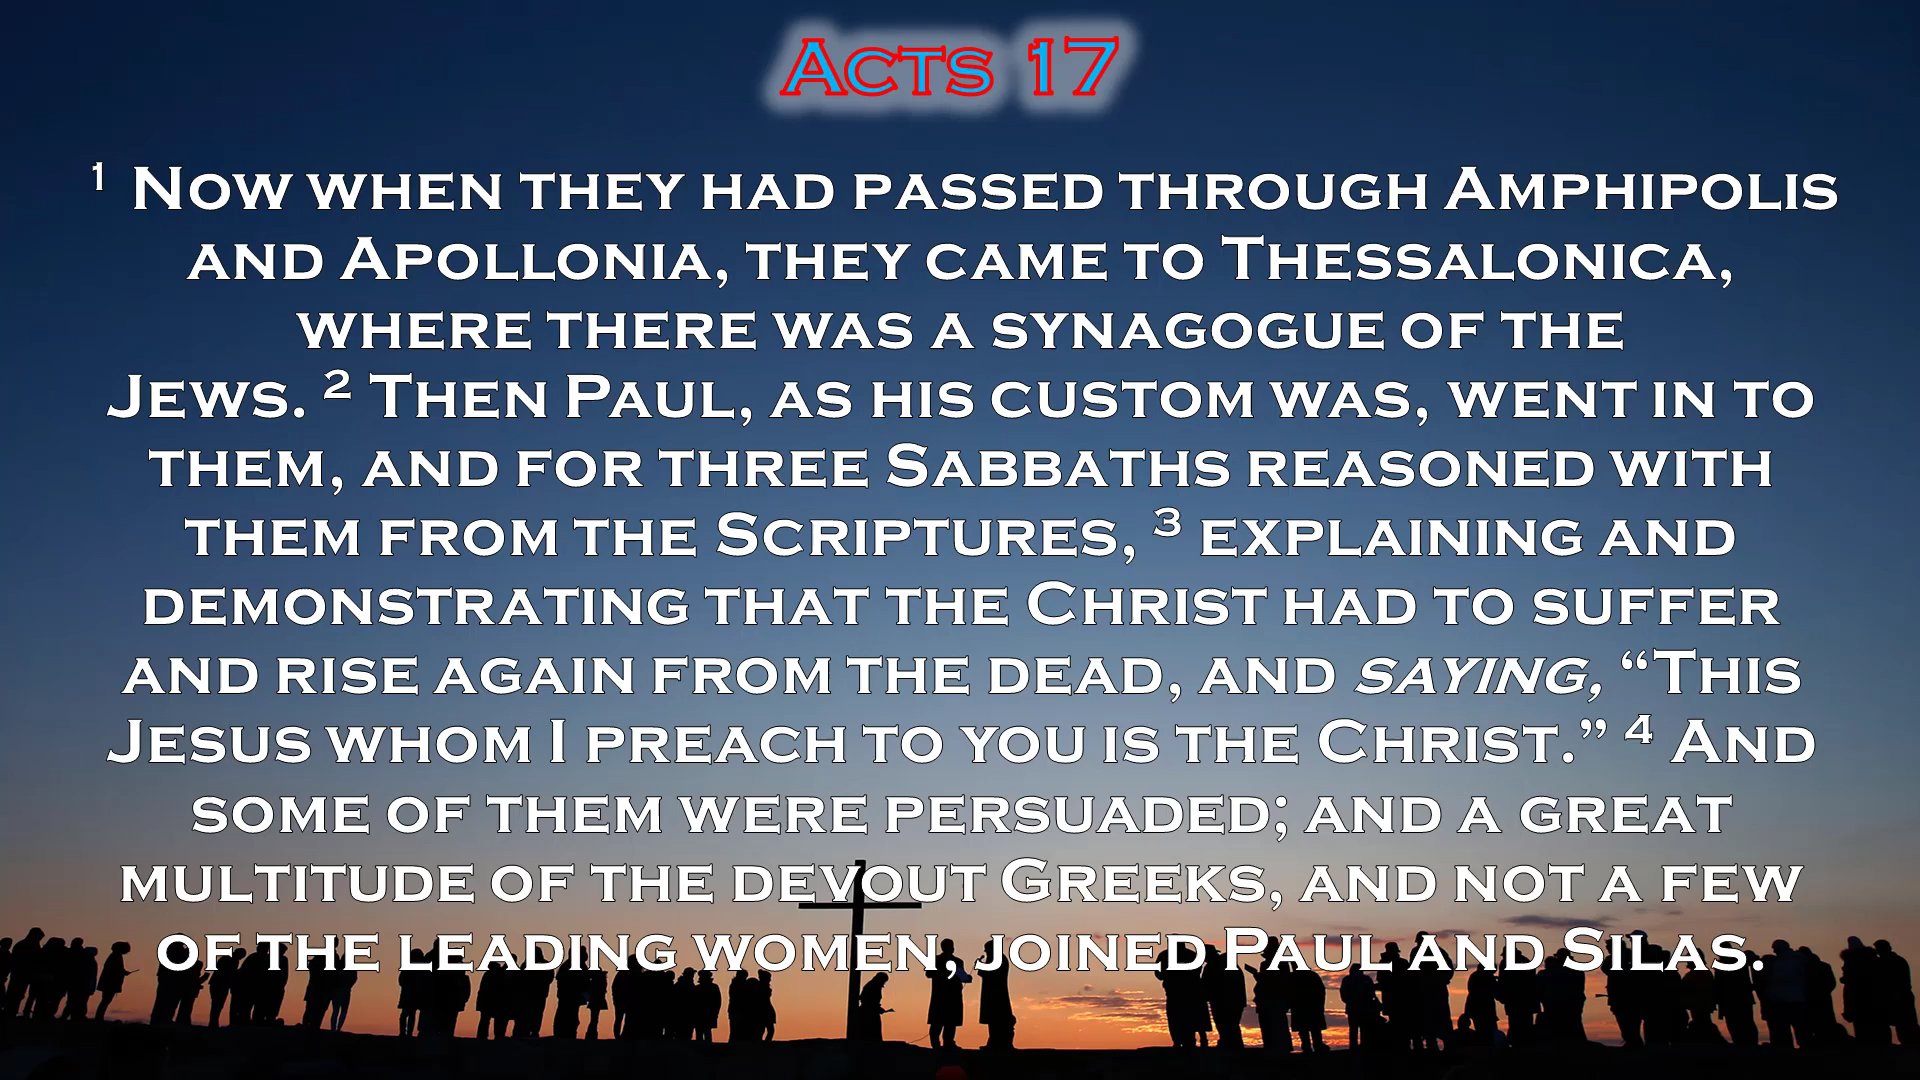 Acts 17
1 Now when they had passed through Amphipolis
and Apollonia, they came to Thessalonica,
where there was a synagogue of the
Jews. 2 Then Paul, as his custom was, went in to
them, and for three Sabbaths reasoned with
them from the Scriptures, 3 explaining and
demonstrating that the Christ had to suffer
and rise again from the dead, and saying, “This
Jesus whom I preach to you is the Christ.” 4 And
some of them were persuaded; and a great
multitude of the devout Greeks, and not a few
of the leading women, joined Paul and Silas.